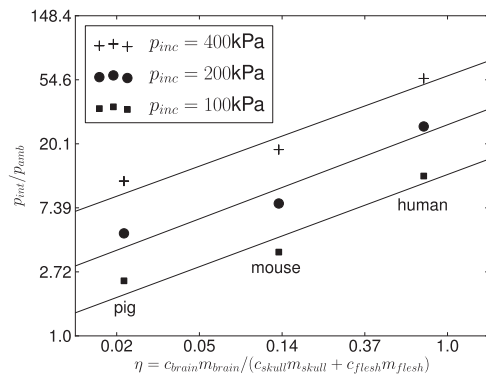 148.4
54.6
20.1
7.39
2.72
1.0
p_int/p_amb
p_inc = 400kPa
p_inc = 200kPa
p_inc = 100kPa
human
mouse
pig
0.02 0.05 0.14 0.37 1.0
η = c_brain m_brain/(c_skull m_skull + c_flesh m_flesh)